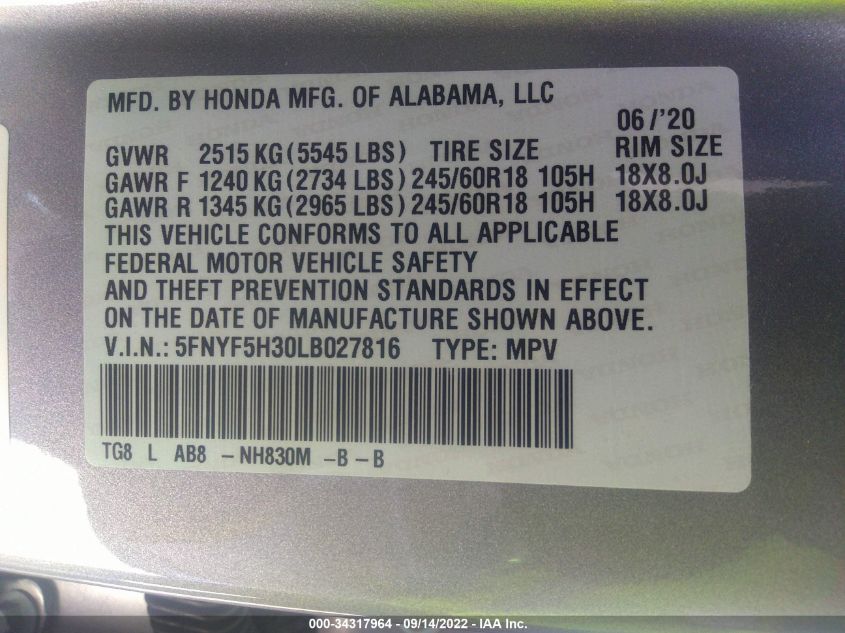 MFD. BY HONDA MFG. OF ALABAMA, LLC
06/'20
GVWR 2515 KG (5545 LBS) TIRE SIZE RIM SIZE
GAWR F 1240 KG (2734 LBS) 245/60R18 105H 18X8.0J
GAWR R 1345 KG (2965 LBS) 245/60R18 105H 18X8.0J
THIS VEHICLE CONFORMS TO ALL APPLICABLE
FEDERAL MOTOR VEHICLE SAFETY
AND THEFT PREVENTION STANDARDS IN EFFECT
ON THE DATE OF MANUFACTURE SHOWN ABOVE.
V.I.N.: 5FNYF5H30LB027816 TYPE: MPV
TG8 L AB8 -NH830M -B -B
000-34317964 - 09/14/2022 - IAA Inc.